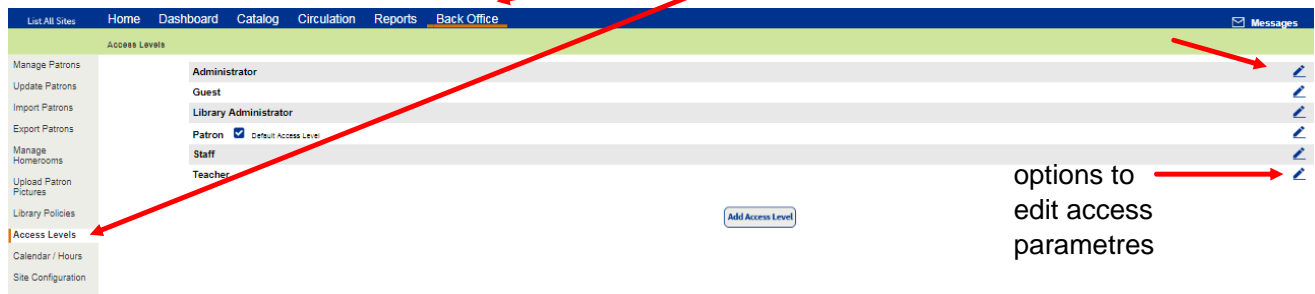 List All Sites Home Dashboard Catalog Circulation Reports Back Office Messages
Access Levels
Manage Patrons
Update Patrons
Import Patrons
Export Patrons
Manage
Homerooms
Upload Patron
Pictures
Library Policies
Access Levels
Calendar / Hours
Site Configuration
Administrator
Guest
Library Administrator
Patron Default Access Level
Staff
Teacher
Add Access Level
options to
edit access
parametres